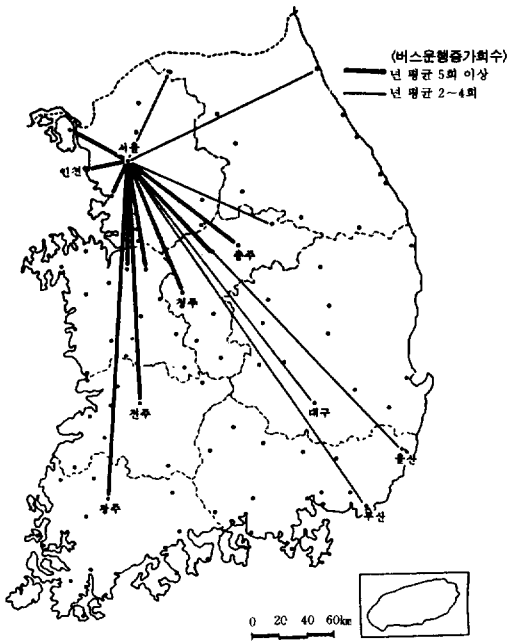 〈버스운행증가회수〉
년 평균 5회 이상
년 평균 2~4회
서울
인천
충주
청주
전주
대구
울산
광주
부산
0 20 40 60km